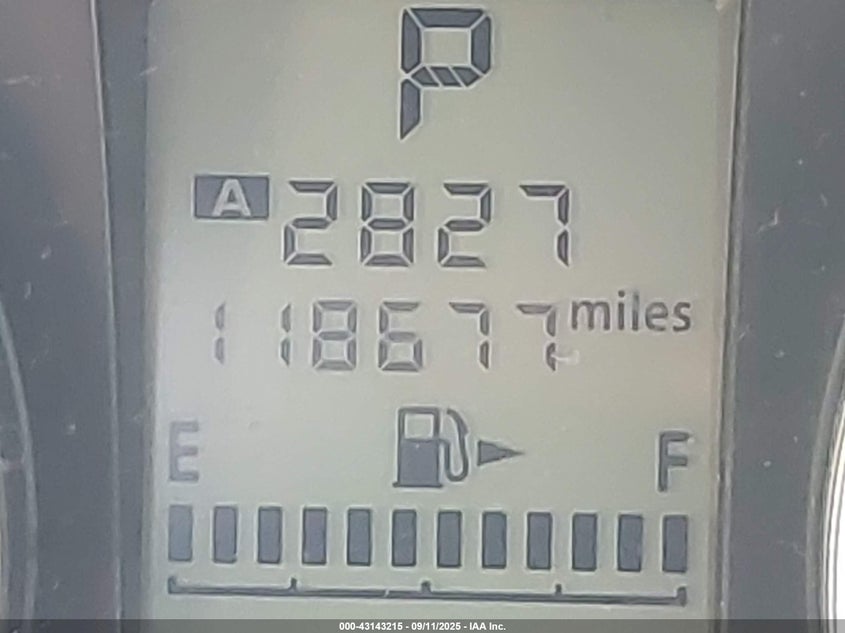 P
A 2827
118677 miles
E F
000-43143215 - 09/11/2025 - IAA Inc.